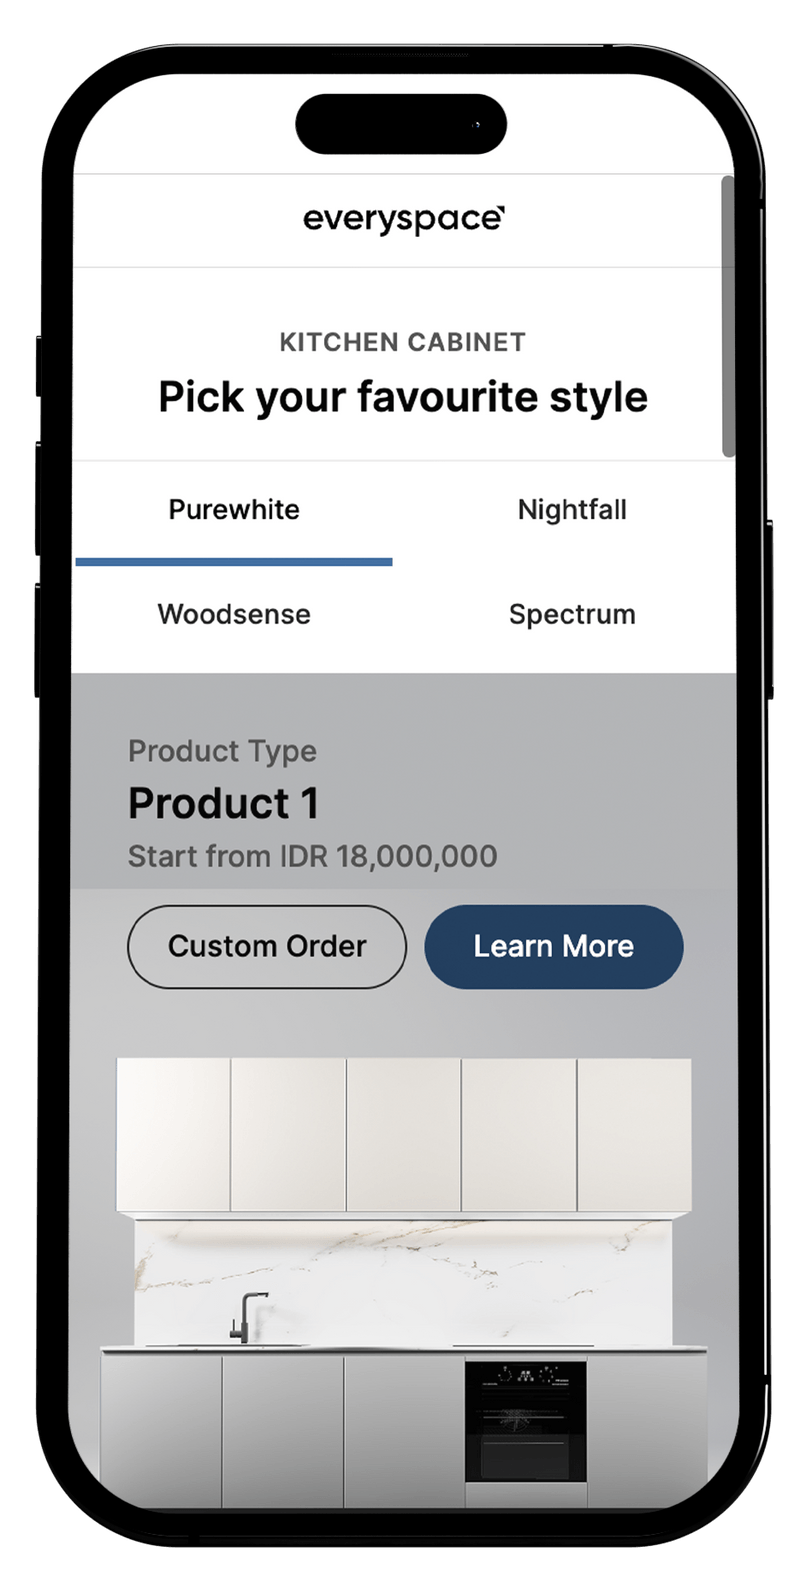 everyspace
KITCHEN CABINET
Pick your favourite style
Purewhite
Nightfall
Woodsense
Spectrum
Product Type
Product 1
Start from IDR 18,000,000
Custom Order
Learn More